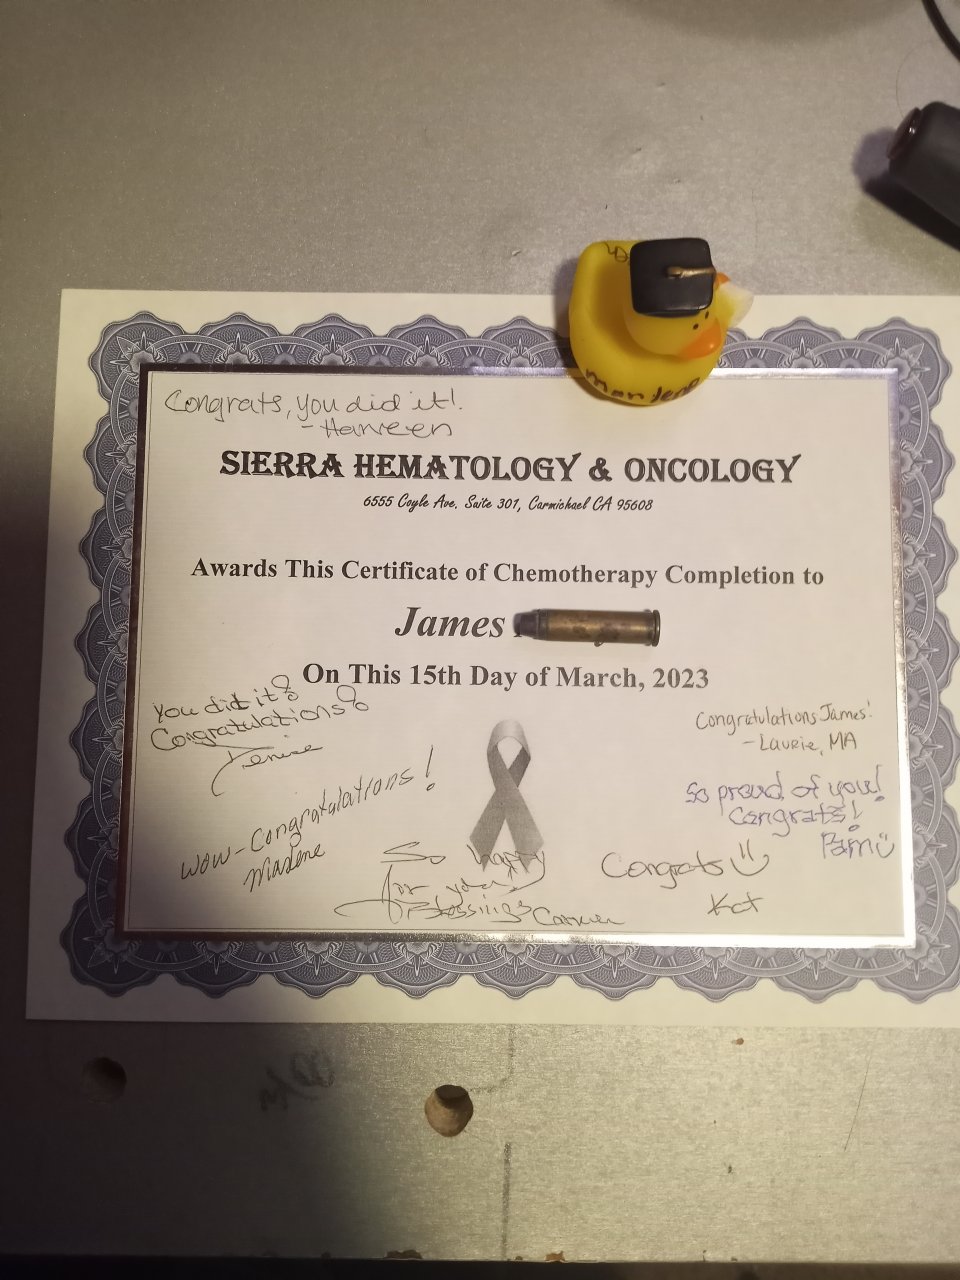 Marlene
Congrats, you did it!
- Harveen
SIERRA HEMATOLOGY & ONCOLOGY
6555 Coyle Ave. Suite 301, Carmichael CA 95608
Awards This Certificate of Chemotherapy Completion to
James
On This 15th Day of March, 2023
You did it!
Congratulations!
Denise
Congratulations James!
- Laurie, MA
So proud of you!
Congrats!
Pam
Wow - Congratulations!
Marlene
So happy
for you!
Blessings Carmen
Congrats
Kat